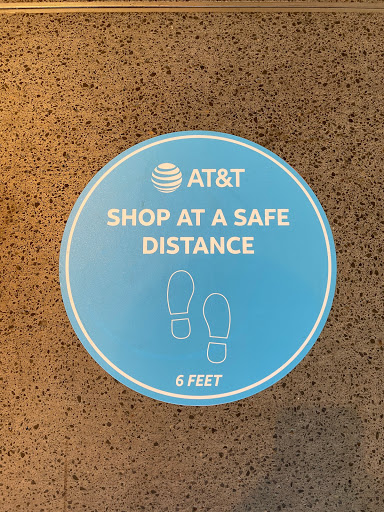 AT&T
SHOP AT A SAFE
DISTANCE
6 FEET